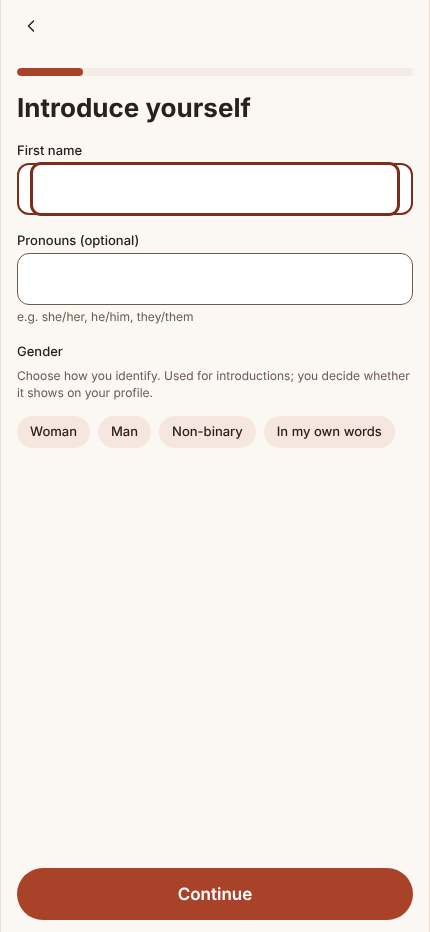 Introduce yourself
First name
Pronouns (optional)
e.g. she/her, he/him, they/them
Gender
Choose how you identify. Used for introductions; you decide whether
it shows on your profile.
Woman Man Non-binary In my own words
Continue